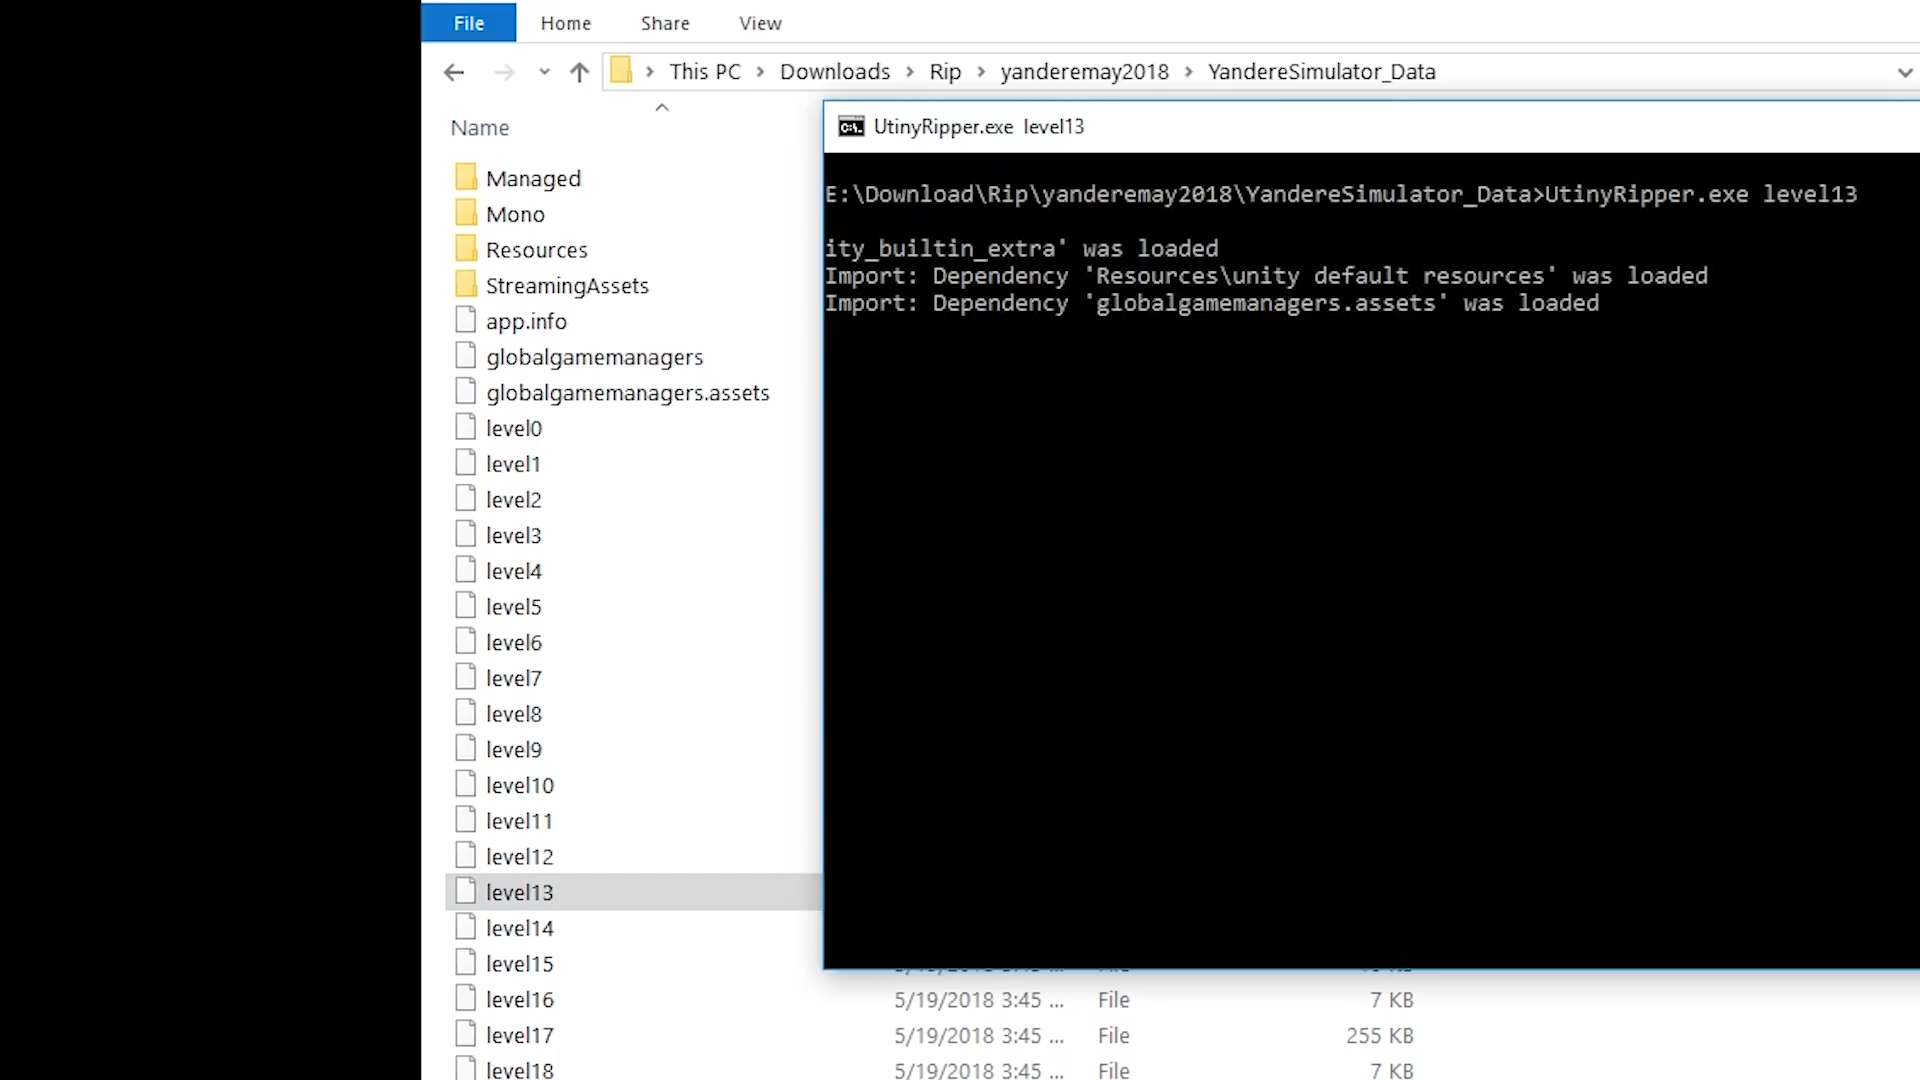 File Home Share View
This PC Downloads Rip yanderemay2018 YandereSimulator_Data
Name
UtinyRipper.exe level13
Managed
E:\Download\Rip\yanderemay2018\YandereSimulator_Data>UtinyRipper.exe level13
Mono
Resources
ity_builtin_extra' was loaded
StreamingAssets
Import: Dependency 'Resources\unity default resources' was loaded
app.info
Import: Dependency 'globalgamemanagers.assets' was loaded
globalgamemanagers
globalgamemanagers.assets
level0
level1
level2
level3
level4
level5
level6
level7
level8
level9
level10
level11
level12
level13
level14
level15
level16 5/19/2018 3:45 ... File 7 KB
level17 5/19/2018 3:45 ... File 255 KB
level18 5/19/2018 3:45 ... File 7 KB